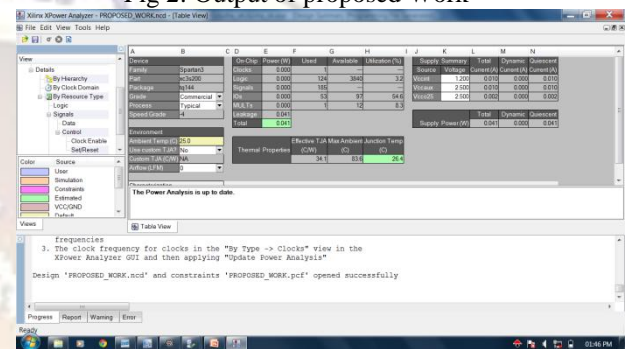 Fig 2: Output of proposed Work
Xilinx XPower Analyzer - PROPOSED_WORK.ncd - [Table View]
File Edit View Tools Help
View
Details
By Hierarchy
By Clock Domain
By Resource Type
Logic
Signals
Data
Control
Clock Enable
Set/Reset
Color Source
User
Simulation
Constraints
Estimated
VCC/GND
Default
Views
A B C D E F G H I J K L M N
Device
Family Spartan3
Part xc3s200
Package tq144
Grade Commercial
Process Typical
Speed Grade -4
Environment
Ambient Temp (C) 25.0
Use custom TJA? No
Custom TJA (C/W) NA
Airflow (LFM) 0
On-Chip Power (W) Used Available Utilization (%)
Clocks 0.000 1 --- ---
Logic 0.000 124 3840 3.2
Signals 0.000 185 --- ---
IOs 0.000 53 97 54.6
MULTs 0.000 1 12 8.3
Leakage 0.041
Total 0.041
Effective TJA Max Ambient Junction Temp
Thermal Properties (C/W) (C) (C)
34.1 83.6 26.4
Supply Summary Total Dynamic Quiescent
Source Voltage Current (A) Current (A) Current (A)
Vccint 1.200 0.010 0.000 0.010
Vccaux 2.500 0.010 0.000 0.010
Vcco25 2.500 0.002 0.000 0.002
Total Dynamic Quiescent
Supply Power (W) 0.041 0.000 0.041
The Power Analysis is up to date.
Table View
frequencies
3. The clock frequency for clocks in the "By Type -> Clocks" view in the
XPower Analyzer GUI and then applying "Update Power Analysis"
Design 'PROPOSED_WORK.ncd' and constraints 'PROPOSED_WORK.pcf' opened successfully
Progress Report Warning Error
Ready
01:46 PM